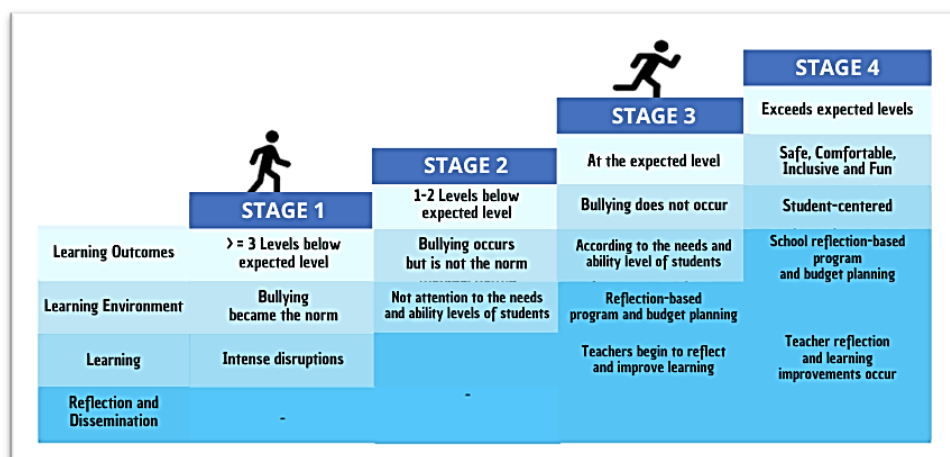 STAGE 4
Exceeds expected levels
Safe, Comfortable,
Inclusive and Fun
Student-centered
School reflection-based
program
and budget planning
Teacher reflection
and learning
improvements occur
STAGE 3
At the expected level
Bullying does not occur
According to the needs and
ability level of students
Reflection-based
program and budget planning
Teachers begin to reflect
and improve learning
STAGE 2
1-2 Levels below
expected level
Bullying occurs
but is not the norm
Not attention to the needs
and ability levels of students
-
STAGE 1
> = 3 Levels below
expected level
Bullying
became the norm
Intense disruptions
-
Learning Outcomes
Learning Environment
Learning
Reflection and
Dissemination